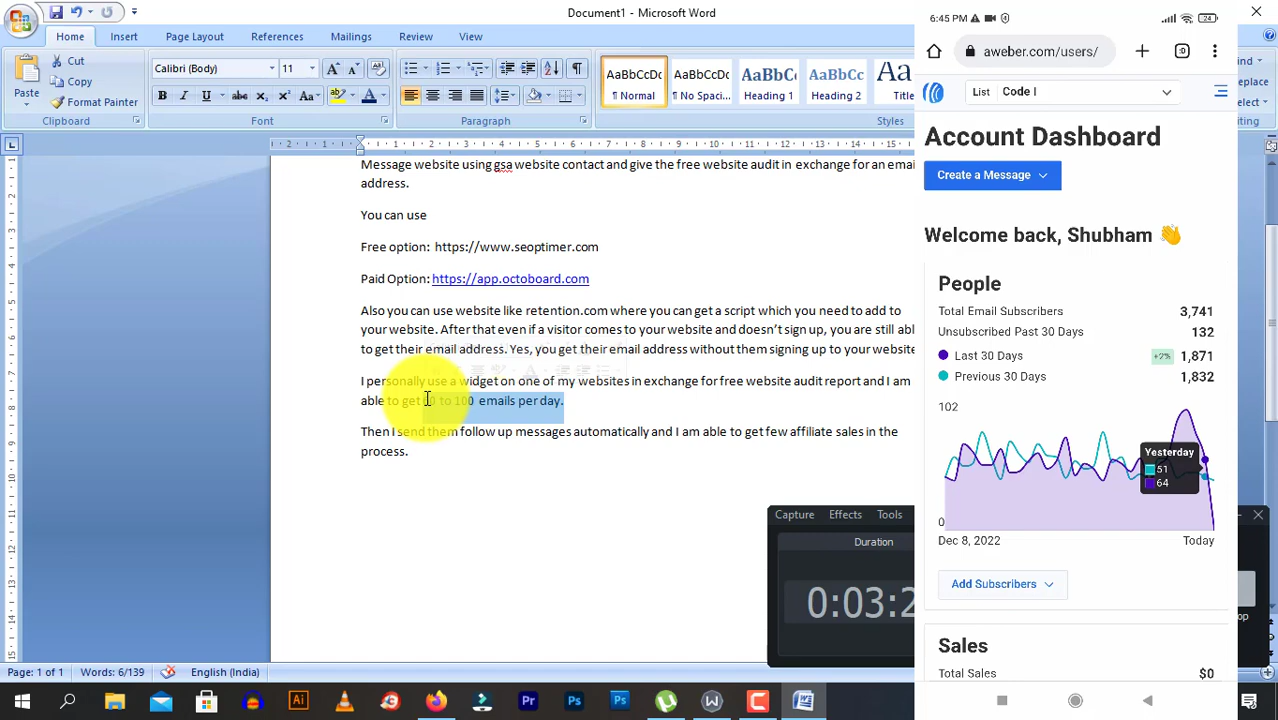 Document1 - Microsoft Word
Home Insert Page Layout References Mailings Review View
Paste
Cut
Copy
Format Painter
Clipboard
Calibri (Body) 11
Font
Paragraph
AaBbCcDc AaBbCcDc AaBbCc AaBbCc
¶ Normal ¶ No Spaci... Heading 1 Heading 2 Title
Styles
Message website using gsa website contact and give the free website audit in exchange for an emai
address.
You can use
Free option: https://www.seoptimer.com
Paid Option: https://app.octoboard.com
Also you can use website like retention.com where you can get a script which you need to add to
your website. After that even if a visitor comes to your website and doesn't sign up, you are still abl
to get their email address. Yes, you get their email address without them signing up to your website
I personally use a widget on one of my websites in exchange for free website audit report and I am
able to get 60 to 100 emails per day.
Then I send them follow up messages automatically and I am able to get few affiliate sales in the
process.
Capture Effects Tools
Duration
0:03:2
Page: 1 of 1 Words: 6/139 English (India)
6:45 PM 24
aweber.com/users/
List Code I
Account Dashboard
Create a Message
Welcome back, Shubham 👋
People
Total Email Subscribers 3,741
Unsubscribed Past 30 Days 132
Last 30 Days +2% 1,871
Previous 30 Days 1,832
102
Yesterday
51
64
0
Dec 8, 2022 Today
Add Subscribers
Sales
Total Sales $0